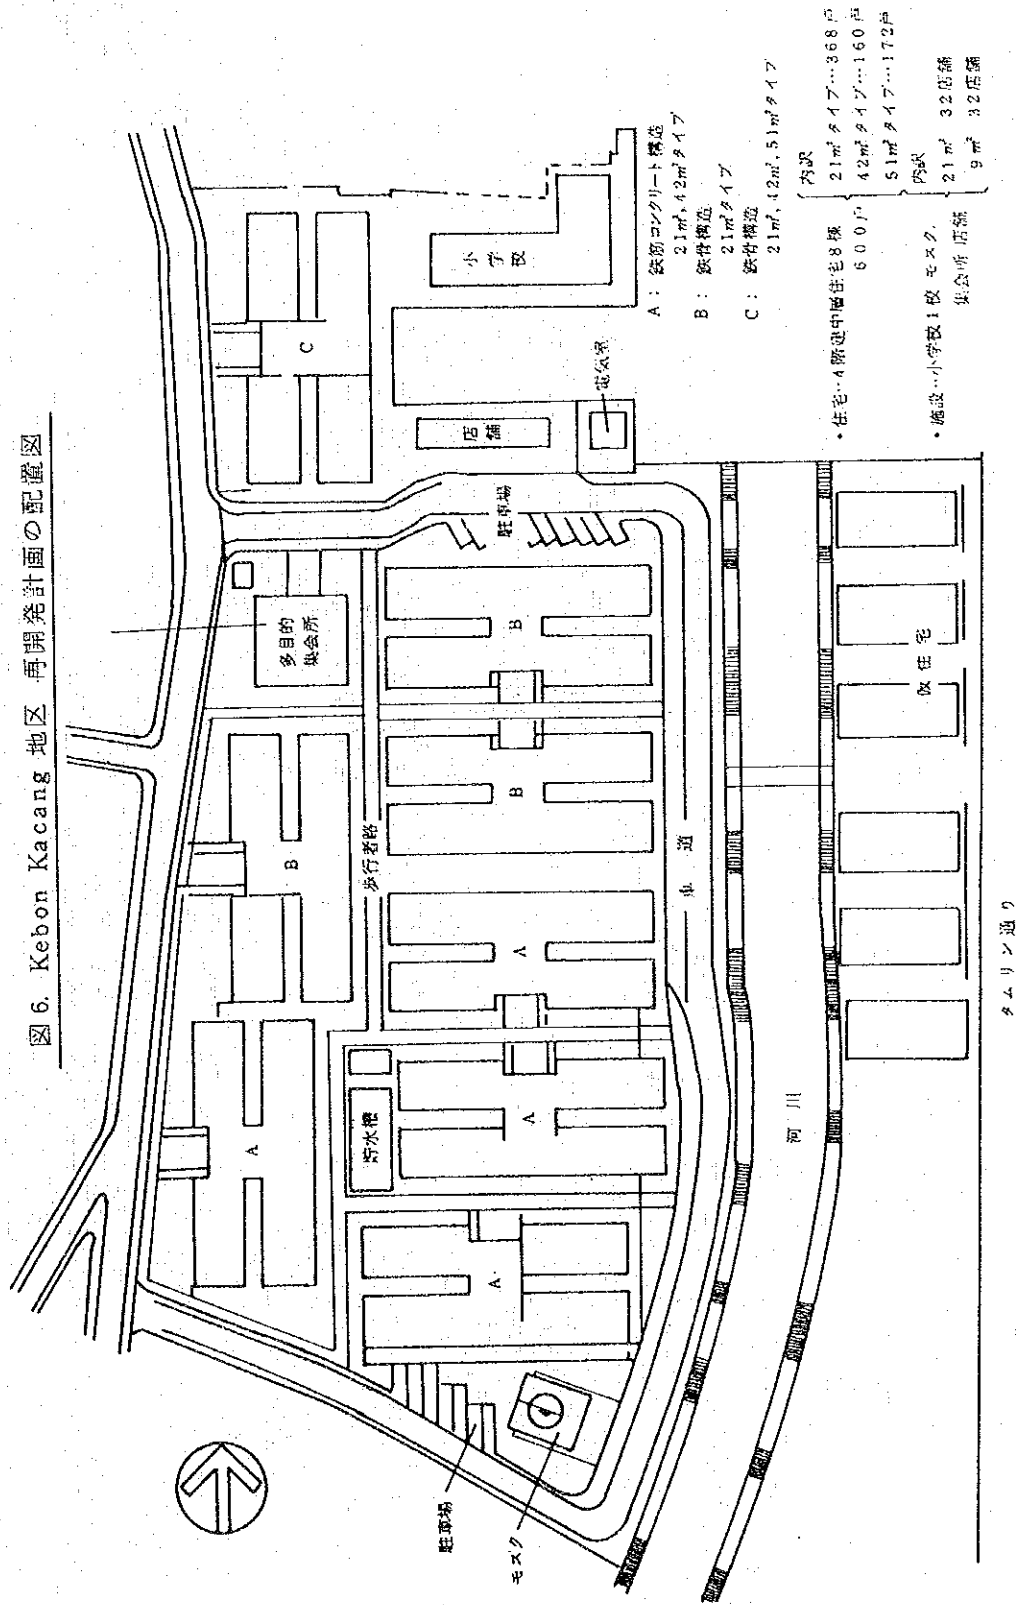 図6. Kebon Kacang 地区 再開発計画の配置図
駐車場
モスク
A
A
貯水槽
A
A
歩行者路
B
B
B
多目的
集会所
駐車場
C
店舗
電気室
小学校
車道
河川
仮住宅
タムリン通り
A: 鉄筋コンクリート構造
21㎡,42㎡タイプ
B: 鉄骨構造
21㎡タイプ
C: 鉄骨構造
21㎡,42㎡,51㎡タイプ
・住宅…4階建中層住宅8棟
600戸
内訳
21㎡タイプ…368戸
42㎡タイプ…160戸
51㎡タイプ…172戸
・施設…小学校1校 モスク,
集会所 店舗
内訳
21㎡ 32店舗
9㎡ 32店舗